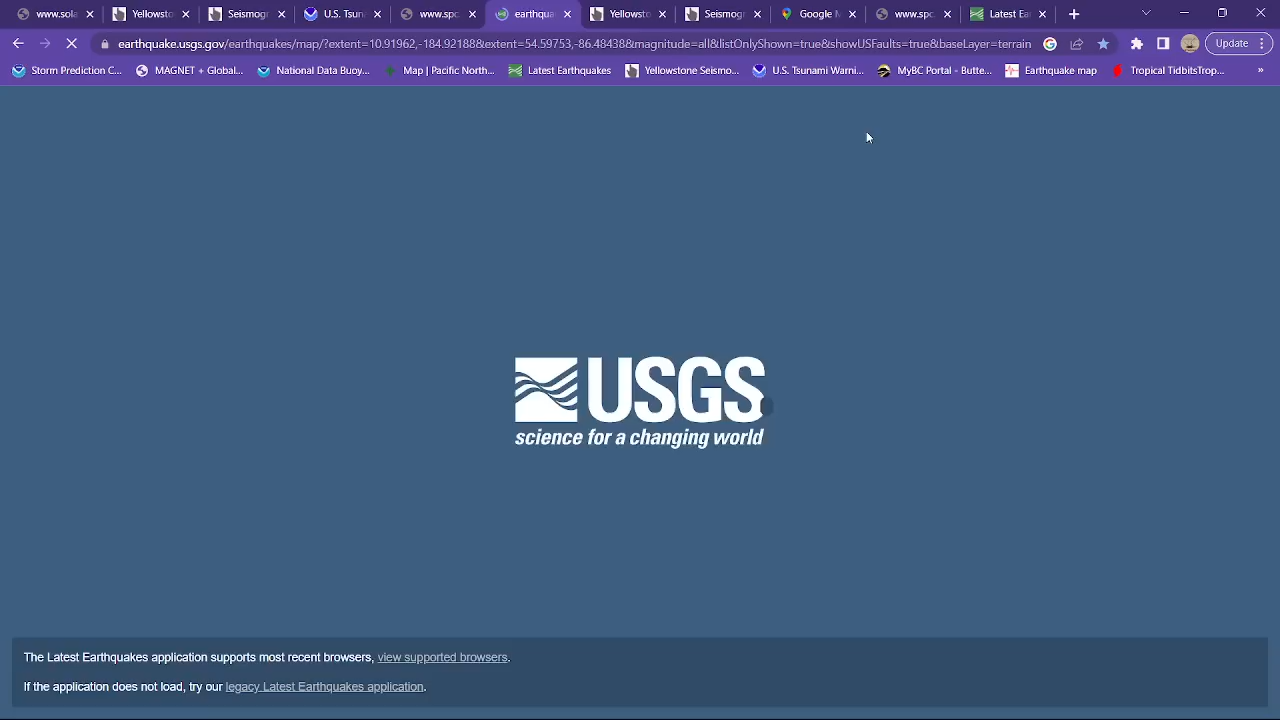 www.sola
Yellowsto
Seismogr
U.S. Tsun
www.spc.
earthqua
Yellowsto
Seismogr
Google M
www.spc.
Latest Ea
earthquake.usgs.gov/earthquakes/map/?extent=10.91962,-184.92188&extent=54.59753,-86.48438&magnitude=all&listOnlyShown=true&showUSFaults=true&baseLayer=terrain
Update
Storm Prediction C...
MAGNET + Global...
National Data Buoy...
Map | Pacific North...
Latest Earthquakes
Yellowstone Seismo...
U.S. Tsunami Warni...
MyBC Portal - Butte...
Earthquake map
Tropical TidbitsTrop...
»
USGS
science for a changing world
The Latest Earthquakes application supports most recent browsers, view supported browsers.
If the application does not load, try our legacy Latest Earthquakes application.